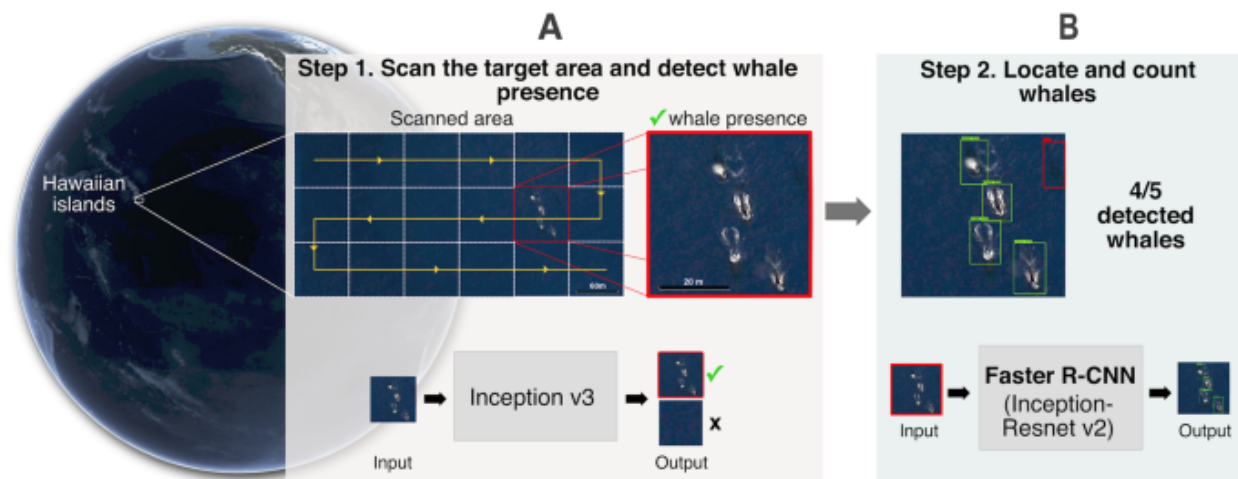 A
B
Step 1. Scan the target area and detect whale
presence
Scanned area
✓ whale presence
Hawaiian
islands
60m
20 m
Inception v3
Input
Output
x
Step 2. Locate and count
whales
4/5
detected
whales
Faster R-CNN
(Inception-
Resnet v2)
Input
Output